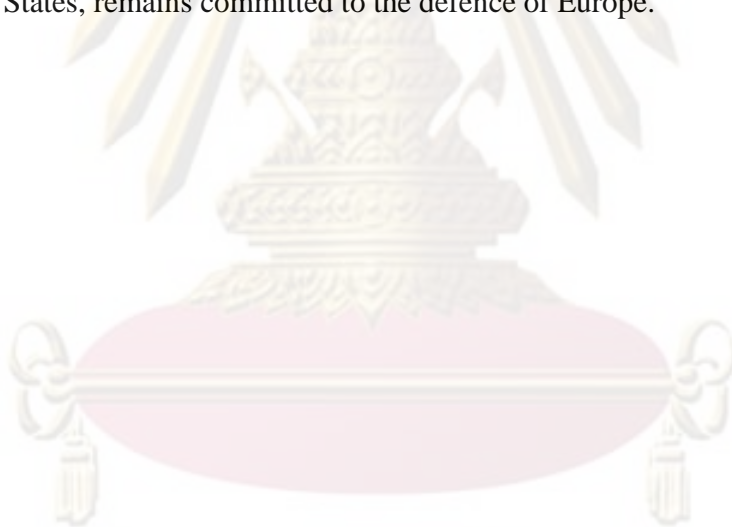 States, remains committed to the defence of Europe.